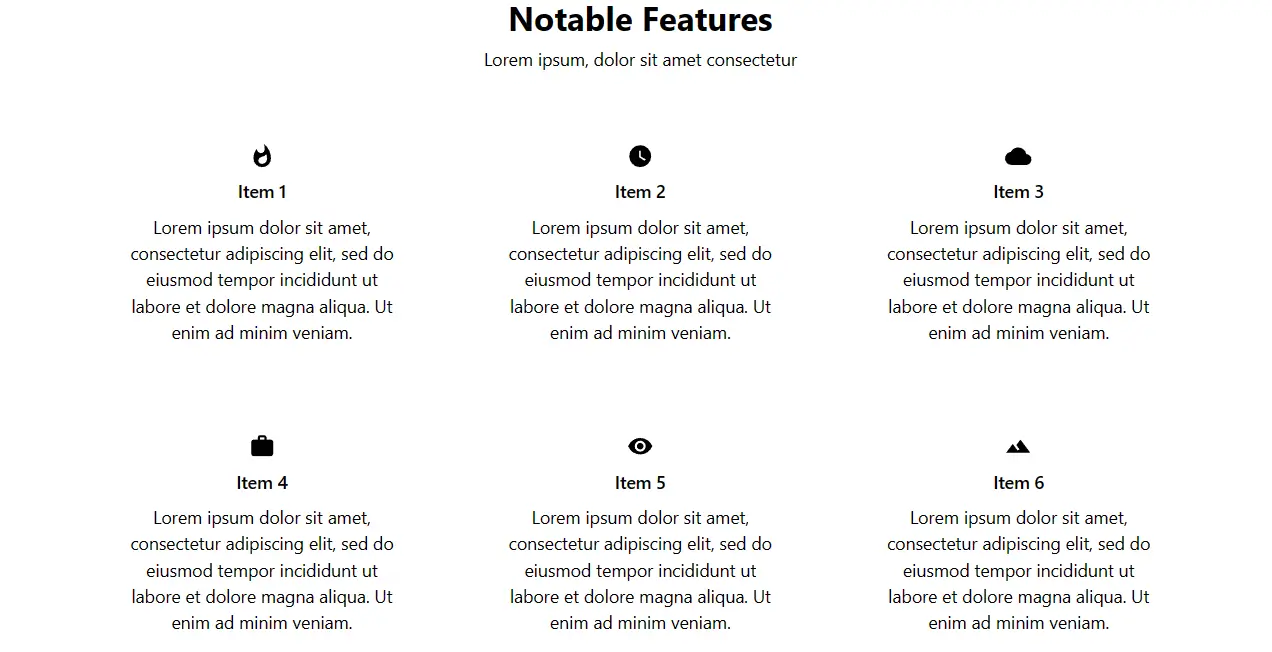 Notable Features
Lorem ipsum, dolor sit amet consectetur
Item 1
Lorem ipsum dolor sit amet,
consectetur adipiscing elit, sed do
eiusmod tempor incididunt ut
labore et dolore magna aliqua. Ut
enim ad minim veniam.
Item 2
Lorem ipsum dolor sit amet,
consectetur adipiscing elit, sed do
eiusmod tempor incididunt ut
labore et dolore magna aliqua. Ut
enim ad minim veniam.
Item 3
Lorem ipsum dolor sit amet,
consectetur adipiscing elit, sed do
eiusmod tempor incididunt ut
labore et dolore magna aliqua. Ut
enim ad minim veniam.
Item 4
Lorem ipsum dolor sit amet,
consectetur adipiscing elit, sed do
eiusmod tempor incididunt ut
labore et dolore magna aliqua. Ut
enim ad minim veniam.
Item 5
Lorem ipsum dolor sit amet,
consectetur adipiscing elit, sed do
eiusmod tempor incididunt ut
labore et dolore magna aliqua. Ut
enim ad minim veniam.
Item 6
Lorem ipsum dolor sit amet,
consectetur adipiscing elit, sed do
eiusmod tempor incididunt ut
labore et dolore magna aliqua. Ut
enim ad minim veniam.